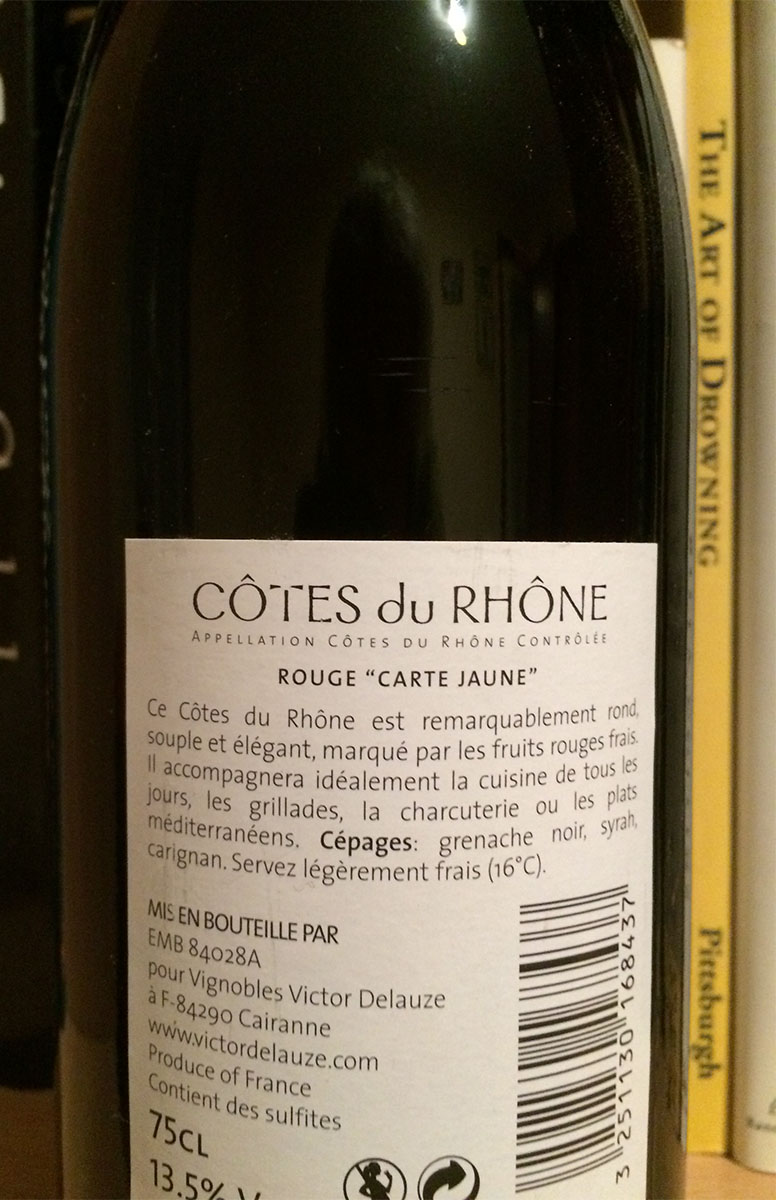 CÔTES du RHÔNE
APPELLATION CÔTES DU RHÔNE CONTRÔLÉE
ROUGE “CARTE JAUNE”
Ce Côtes du Rhône est remarquablement rond,
souple et élégant, marqué par les fruits rouges frais.
Il accompagnera idéalement la cuisine de tous les
jours, les grillades, la charcuterie ou les plats
méditerranéens. Cépages: grenache noir, syrah,
carignan. Servez légèrement frais (16°C).
MIS EN BOUTEILLE PAR
EMB 84028A
pour Vignobles Victor Delauze
à F-84290 Cairanne
www.victordelauze.com
Produce of France
Contient des sulfites
75CL
13.5%
3 251130 168437
THE ART OF DROWNING
Pittsburgh